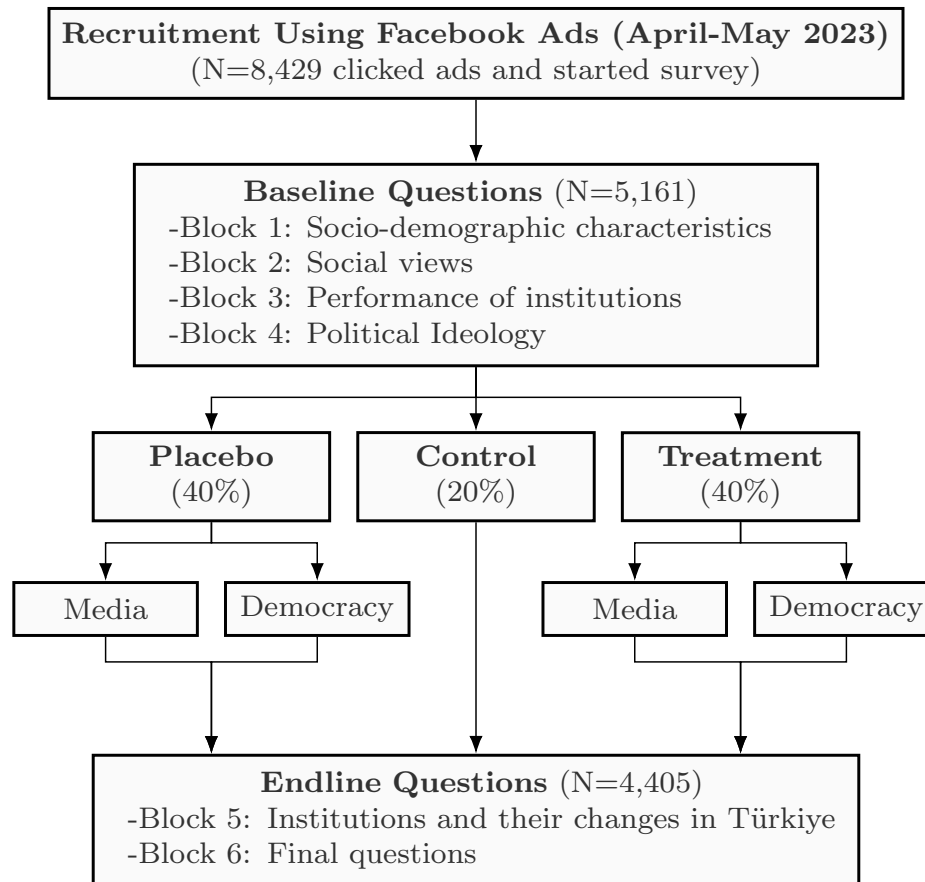 Recruitment Using Facebook Ads (April-May 2023)
(N=8,429 clicked ads and started survey)
Baseline Questions (N=5,161)
-Block 1: Socio-demographic characteristics
-Block 2: Social views
-Block 3: Performance of institutions
-Block 4: Political Ideology
Placebo
(40%)
Control
(20%)
Treatment
(40%)
Media
Democracy
Media
Democracy
Endline Questions (N=4,405)
-Block 5: Institutions and their changes in Türkiye
-Block 6: Final questions